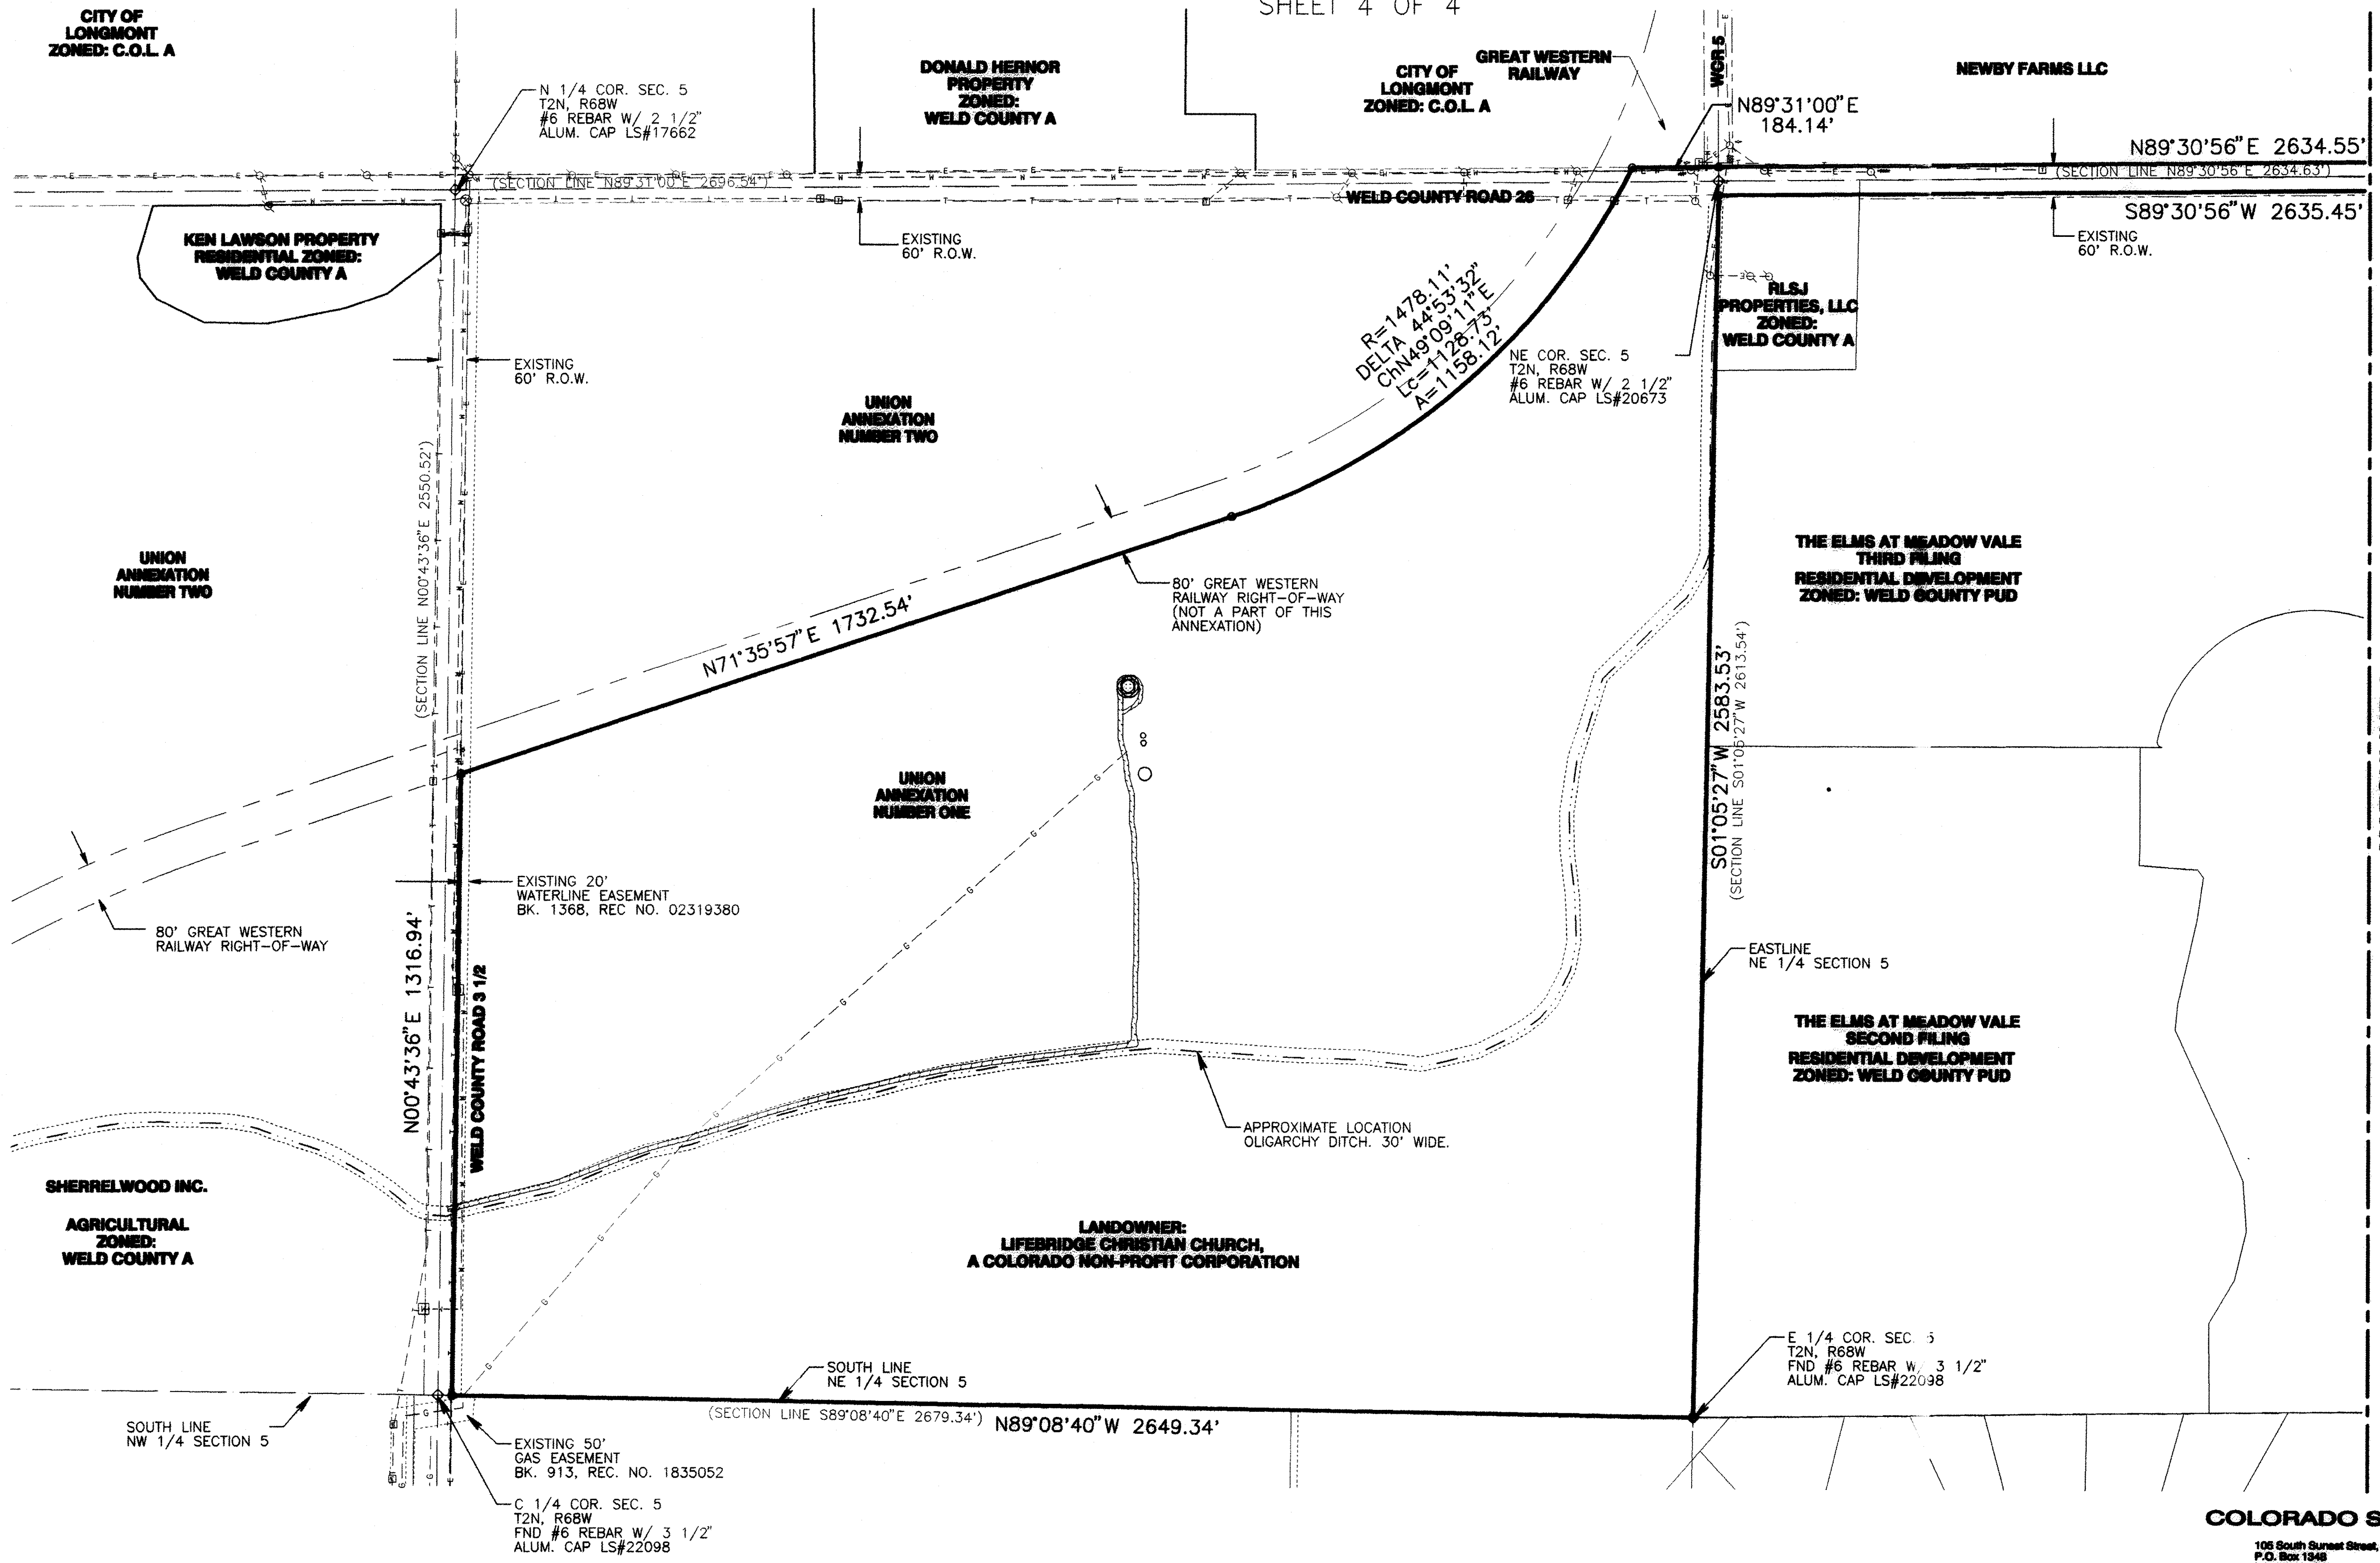 SHEET 4 OF 4
CITY OF
LONGMONT
ZONED: C.O.L. A
N 1/4 COR. SEC. 5
T2N, R68W
#6 REBAR W/ 2 1/2"
ALUM. CAP LS#17662
DONALD HERNOR
PROPERTY
ZONED:
WELD COUNTY A
CITY OF
LONGMONT
ZONED: C.O.L. A
GREAT WESTERN
RAILWAY
WCR 5
NEWBY FARMS LLC
N89°31'00"E
184.14'
N89°30'56"E 2634.55'
(SECTION LINE N89°31'00"E 2696.54')
(SECTION LINE N89°30'56"E 2634.63')
WELD COUNTY ROAD 26
S89°30'56"W 2635.45'
KEN LAWSON PROPERTY
RESIDENTIAL ZONED:
WELD COUNTY A
EXISTING
60' R.O.W.
EXISTING
60' R.O.W.
RLSJ
PROPERTIES, LLC
ZONED:
WELD COUNTY A
R=1478.11'
DELTA 44°53'32"
ChN49°09'11"E
Lc=1128.73'
A=1158.12'
NE COR. SEC. 5
T2N, R68W
#6 REBAR W/ 2 1/2"
ALUM. CAP LS#20673
EXISTING
60' R.O.W.
UNION
ANNEXATION
NUMBER TWO
(SECTION LINE N00°43'36"E 2550.52')
UNION
ANNEXATION
NUMBER TWO
THE ELMS AT MEADOW VALE
THIRD FILING
RESIDENTIAL DEVELOPMENT
ZONED: WELD COUNTY PUD
80' GREAT WESTERN
RAILWAY RIGHT-OF-WAY
(NOT A PART OF THIS
ANNEXATION)
N71°35'57"E 1732.54'
S01°05'27"W 2583.53'
(SECTION LINE S01°05'27"W 2613.54')
UNION
ANNEXATION
NUMBER ONE
EXISTING 20'
WATERLINE EASEMENT
BK. 1368, REC NO. 02319380
80' GREAT WESTERN
RAILWAY RIGHT-OF-WAY
N00°43'36"E 1316.94'
WELD COUNTY ROAD 3 1/2
EASTLINE
NE 1/4 SECTION 5
THE ELMS AT MEADOW VALE
SECOND FILING
RESIDENTIAL DEVELOPMENT
ZONED: WELD COUNTY PUD
APPROXIMATE LOCATION
OLIGARCHY DITCH. 30' WIDE.
SHERRELWOOD INC.
AGRICULTURAL
ZONED:
WELD COUNTY A
LANDOWNER:
LIFEBRIDGE CHRISTIAN CHURCH,
A COLORADO NON-PROFIT CORPORATION
E 1/4 COR. SEC. 5
T2N, R68W
FND #6 REBAR W/ 3 1/2"
ALUM. CAP LS#22098
SOUTH LINE
NE 1/4 SECTION 5
(SECTION LINE S89°08'40"E 2679.34')
N89°08'40"W 2649.34'
SOUTH LINE
NW 1/4 SECTION 5
EXISTING 50'
GAS EASEMENT
BK. 913, REC. NO. 1835052
C 1/4 COR. SEC. 5
T2N, R68W
FND #6 REBAR W/ 3 1/2"
ALUM. CAP LS#22098
COLORADO S
105 South Sunset Street,
P.O. Box 1348